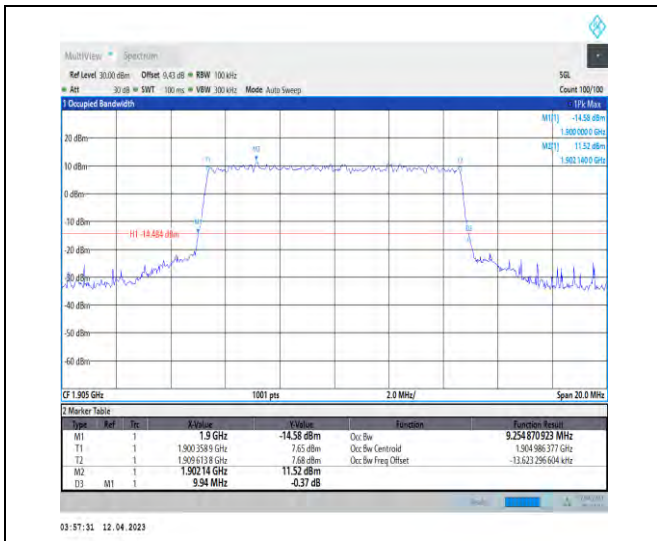 MultiView Spectrum
Ref Level 30.00 dBm Offset 9.43 dB RBW 100 kHz SGL
Att 30 dB SWT 100 ms VBW 300 kHz Mode Auto Sweep Count 100/100
1 Occupied Bandwidth 1Pk Max
M1[1] -14.58 dBm
1.900 000 0 GHz
M2[1] 11.52 dBm
1.902 140 0 GHz
20 dBm
M2
T1
10 dBm
0 dBm
-10 dBm
H1 -14.484 dBm
-20 dBm
-30 dBm
-40 dBm
-50 dBm
-60 dBm
CF 1.905 GHz 1001 pts 2.0 MHz/ Span 20.0 MHz
2 Marker Table
Type Ref Trc X-Value Y-Value Function Function Result
M1 1 1.9 GHz -14.58 dBm Occ Bw 9.254 870 923 MHz
T1 1 1.900 358 9 GHz 7.65 dBm Occ Bw Centroid 1.904 986 377 GHz
T2 1 1.909 613 8 GHz 7.68 dBm Occ Bw Freq Offset -13.623 296 604 kHz
M2 1 1.902 14 GHz 11.52 dBm
D3 M1 1 9.94 MHz -0.37 dB
03:57:31 12.04.2023